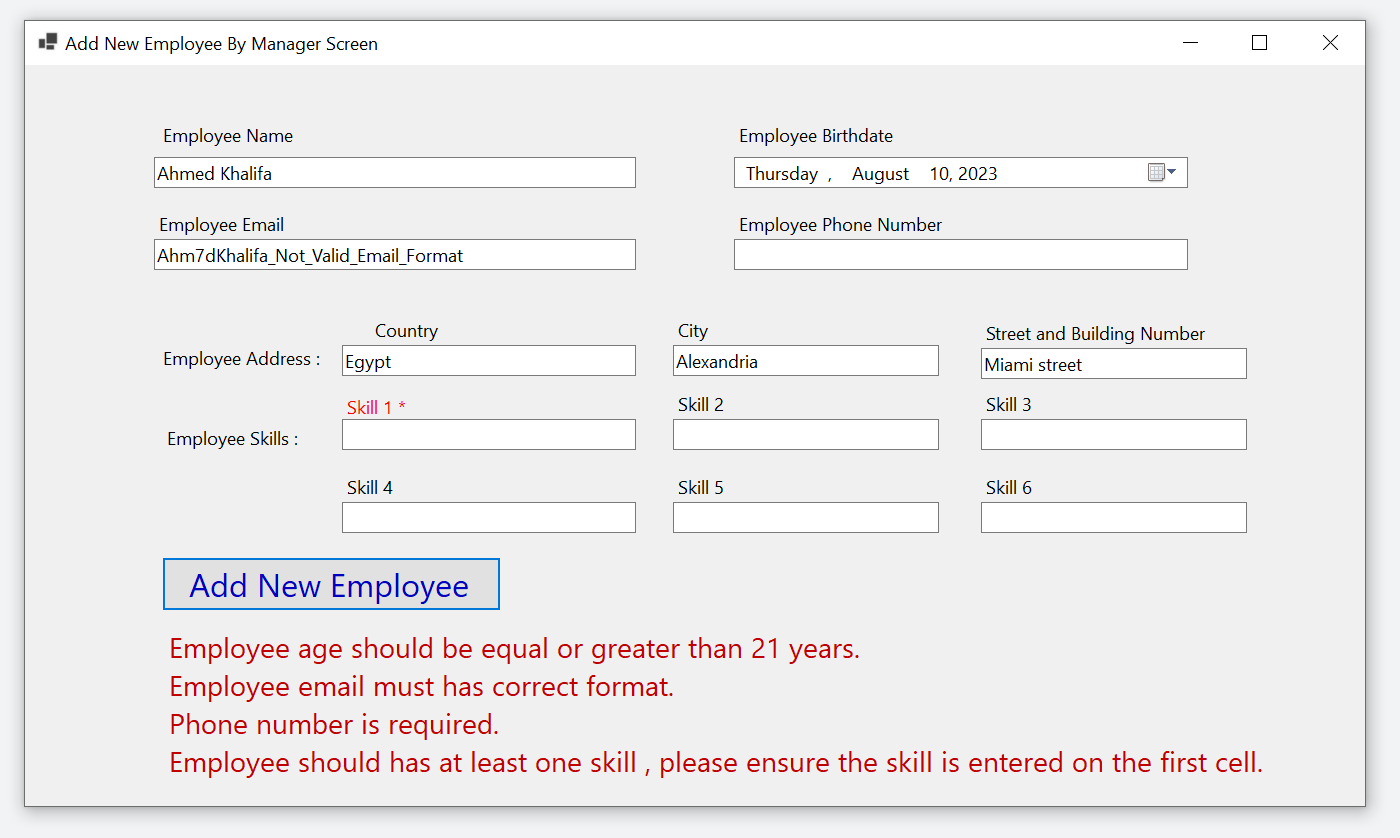 Add New Employee By Manager Screen
Employee Name
Employee Birthdate
Ahmed Khalifa
Thursday , August 10, 2023
Employee Email
Employee Phone Number
Ahm7dKhalifa_Not_Valid_Email_Format
Country
City
Street and Building Number
Employee Address :
Egypt
Alexandria
Miami street
Skill 1 *
Skill 2
Skill 3
Employee Skills :
Skill 4
Skill 5
Skill 6
Add New Employee
Employee age should be equal or greater than 21 years.
Employee email must has correct format.
Phone number is required.
Employee should has at least one skill , please ensure the skill is entered on the first cell.